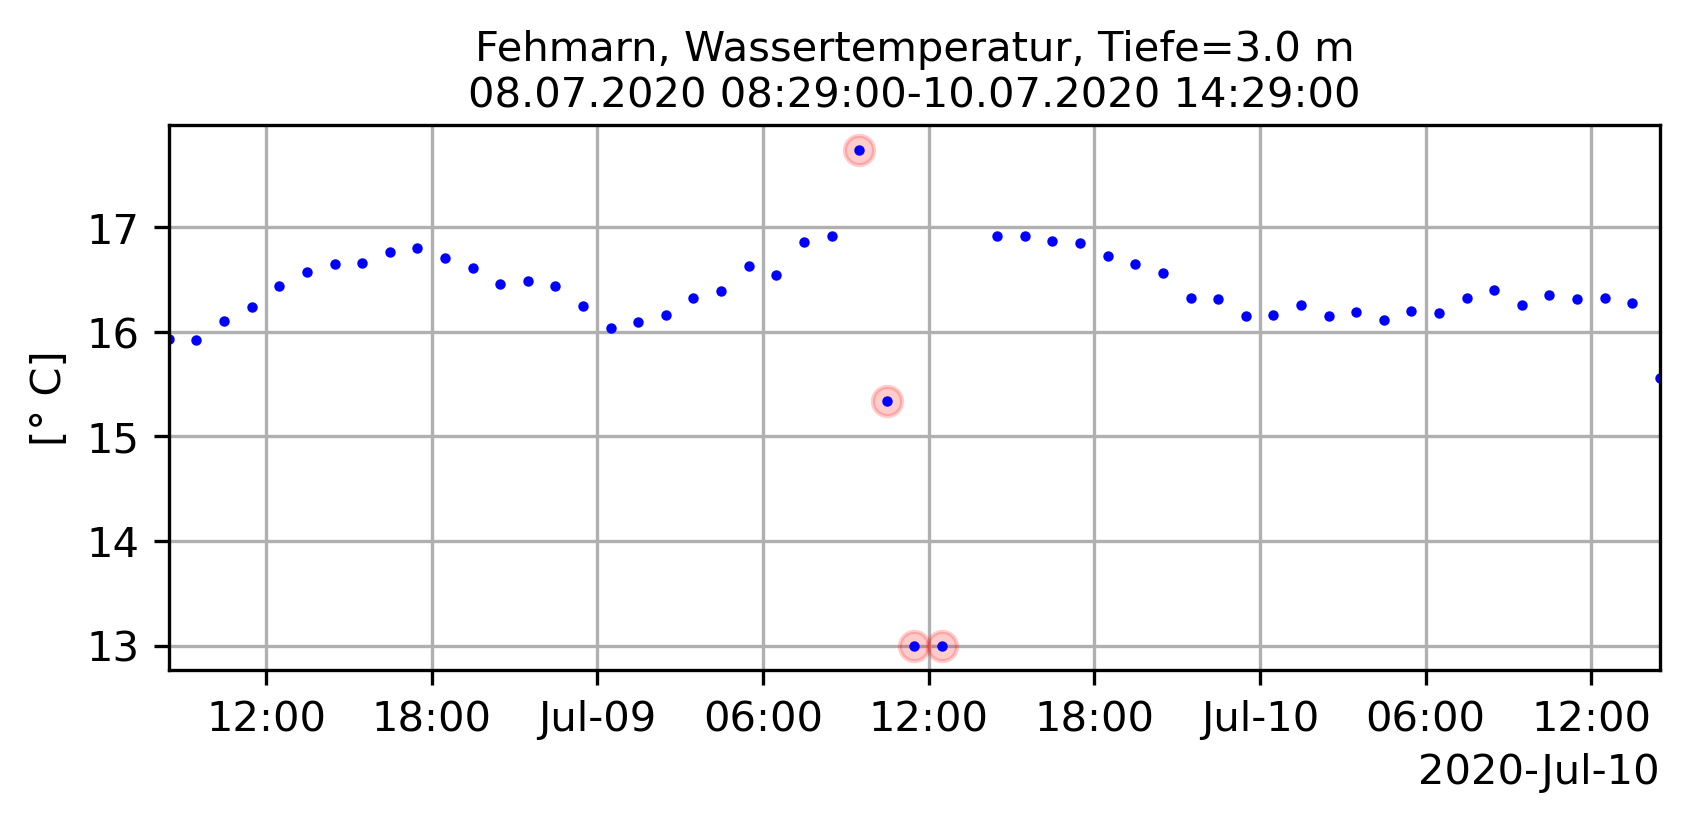 Fehmarn, Wassertemperatur, Tiefe=3.0 m
08.07.2020 08:29:00-10.07.2020 14:29:00
[° C]
17
16
15
14
13
12:00 18:00 Jul-09 06:00 12:00 18:00 Jul-10 06:00 12:00
2020-Jul-10